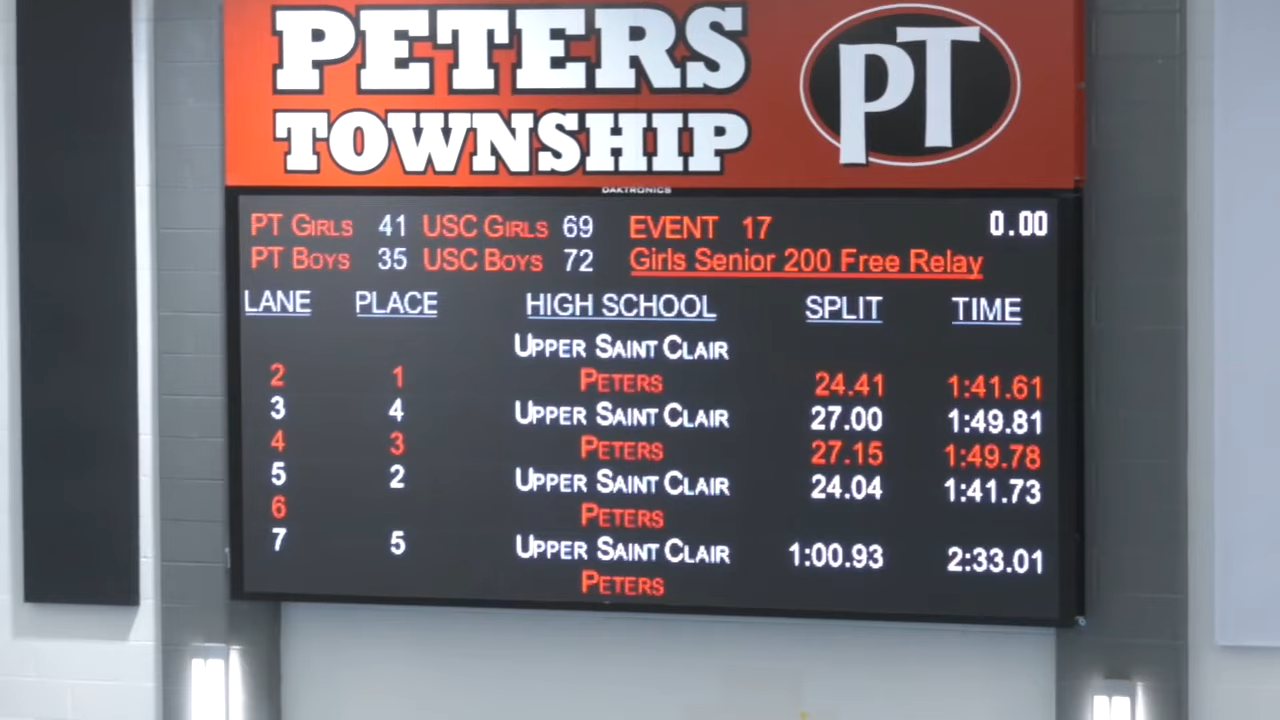 PETERS
TOWNSHIP
PT
DAKTRONICS
PT GIRLS 41 USC GIRLS 69 EVENT 17 0.00
PT BOYS 35 USC BOYS 72 Girls Senior 200 Free Relay
LANE PLACE HIGH SCHOOL SPLIT TIME
UPPER SAINT CLAIR
2 1 PETERS 24.41 1:41.61
3 4 UPPER SAINT CLAIR 27.00 1:49.81
4 3 PETERS 27.15 1:49.78
5 2 UPPER SAINT CLAIR 24.04 1:41.73
6 PETERS
7 5 UPPER SAINT CLAIR 1:00.93 2:33.01
PETERS